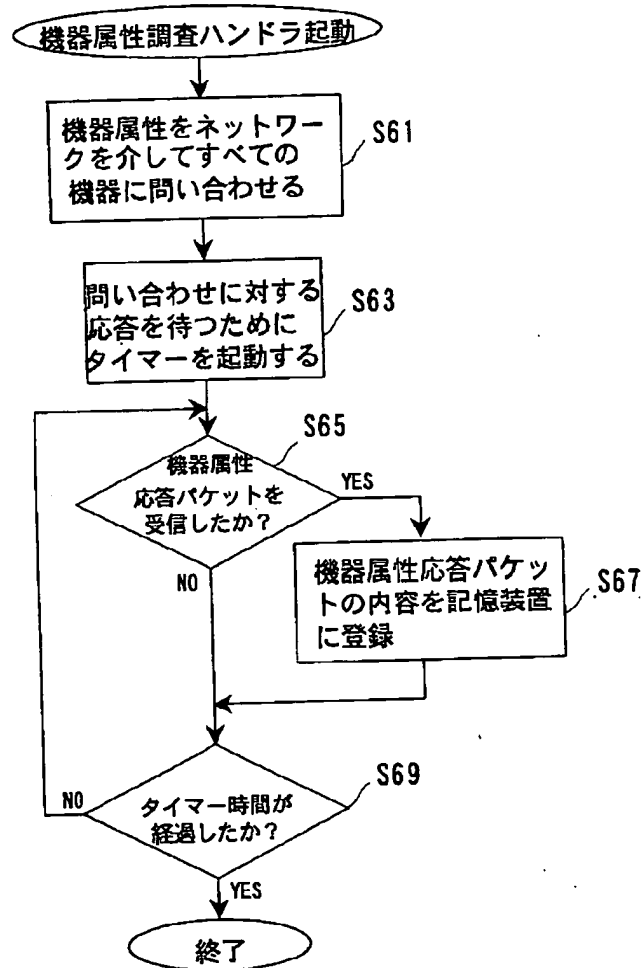 機器属性調査ハンドラ起動
機器属性をネットワー
クを介してすべての
機器に問い合わせる
S61
問い合わせに対する
応答を待つために
タイマーを起動する
S63
S65
機器属性
応答パケットを
受信したか?
YES
NO
機器属性応答パケッ
トの内容を記憶装置
に登録
S67
S69
タイマー時間が
経過したか?
NO
YES
終了